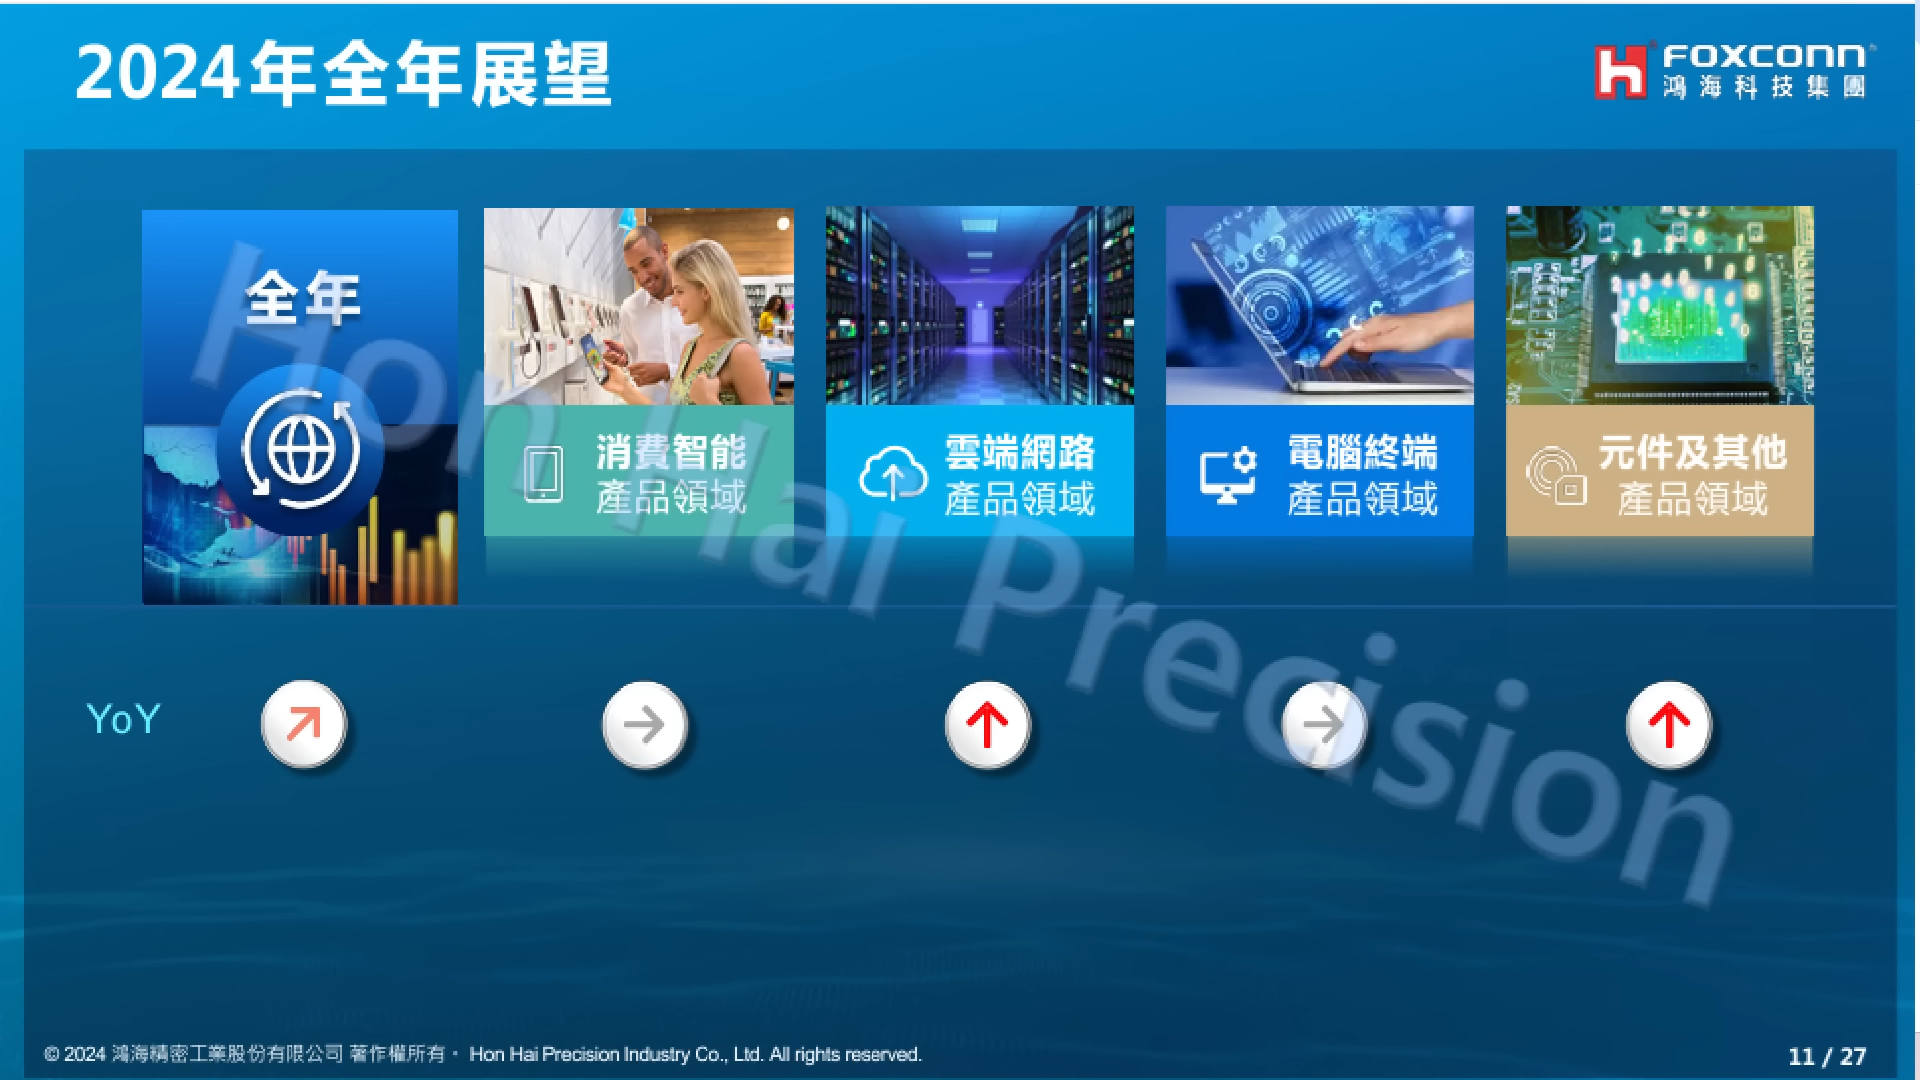 2024年全年展望
FOXCONN
鴻海科技集團
全年
消費智能
產品領域
雲端網路
產品領域
電腦終端
產品領域
元件及其他
產品領域
Hon Hai Precision
YoY
© 2024 鴻海精密工業股份有限公司 著作權所有。 Hon Hai Precision Industry Co., Ltd. All rights reserved.
11 / 27